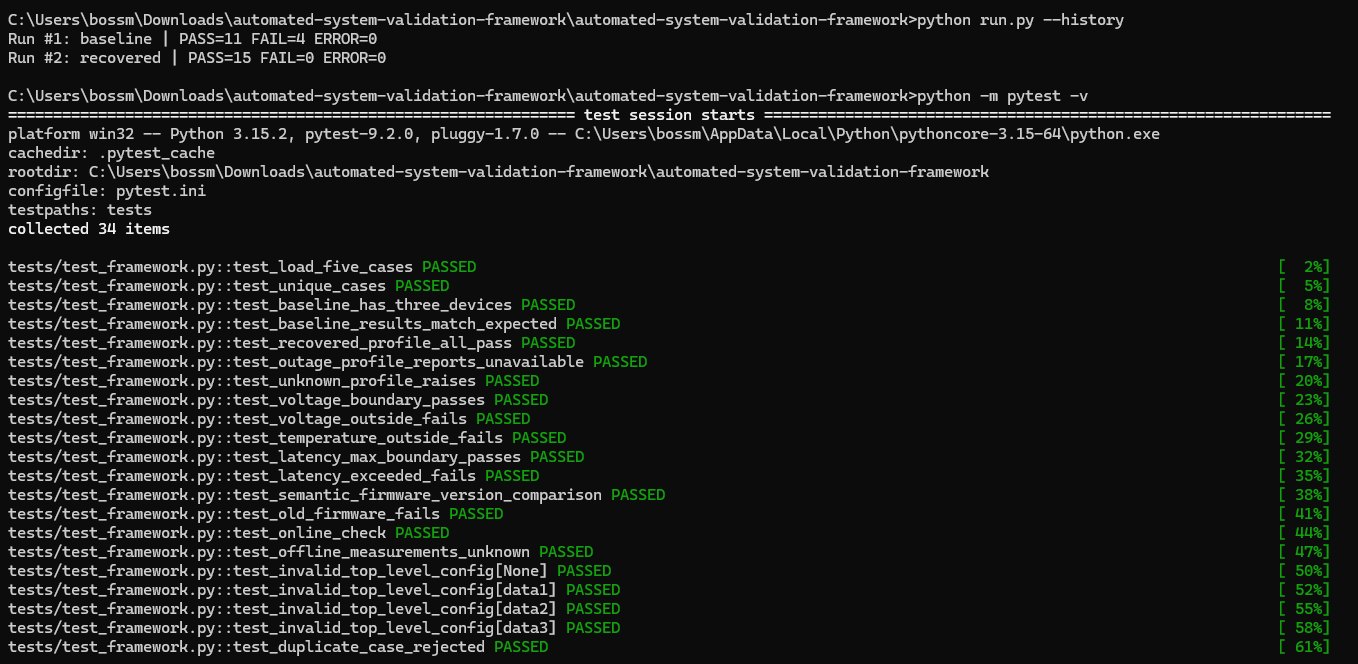 C:\Users\bossm\Downloads\automated-system-validation-framework\automated-system-validation-framework>python run.py --history
Run #1: baseline | PASS=11 FAIL=4 ERROR=0
Run #2: recovered | PASS=15 FAIL=0 ERROR=0
C:\Users\bossm\Downloads\automated-system-validation-framework\automated-system-validation-framework>python -m pytest -v
=============================================================== test session starts ===============================================================
platform win32 -- Python 3.15.2, pytest-9.2.0, pluggy-1.7.0 -- C:\Users\bossm\AppData\Local\Python\pythoncore-3.15-64\python.exe
cachedir: .pytest_cache
rootdir: C:\Users\bossm\Downloads\automated-system-validation-framework\automated-system-validation-framework
configfile: pytest.ini
testpaths: tests
collected 34 items
tests/test_framework.py::test_load_five_cases PASSED [  2%]
tests/test_framework.py::test_unique_cases PASSED [  5%]
tests/test_framework.py::test_baseline_has_three_devices PASSED [  8%]
tests/test_framework.py::test_baseline_results_match_expected PASSED [ 11%]
tests/test_framework.py::test_recovered_profile_all_pass PASSED [ 14%]
tests/test_framework.py::test_outage_profile_reports_unavailable PASSED [ 17%]
tests/test_framework.py::test_unknown_profile_raises PASSED [ 20%]
tests/test_framework.py::test_voltage_boundary_passes PASSED [ 23%]
tests/test_framework.py::test_voltage_outside_fails PASSED [ 26%]
tests/test_framework.py::test_temperature_outside_fails PASSED [ 29%]
tests/test_framework.py::test_latency_max_boundary_passes PASSED [ 32%]
tests/test_framework.py::test_latency_exceeded_fails PASSED [ 35%]
tests/test_framework.py::test_semantic_firmware_version_comparison PASSED [ 38%]
tests/test_framework.py::test_old_firmware_fails PASSED [ 41%]
tests/test_framework.py::test_online_check PASSED [ 44%]
tests/test_framework.py::test_offline_measurements_unknown PASSED [ 47%]
tests/test_framework.py::test_invalid_top_level_config[None] PASSED [ 50%]
tests/test_framework.py::test_invalid_top_level_config[data1] PASSED [ 52%]
tests/test_framework.py::test_invalid_top_level_config[data2] PASSED [ 55%]
tests/test_framework.py::test_invalid_top_level_config[data3] PASSED [ 58%]
tests/test_framework.py::test_duplicate_case_rejected PASSED [ 61%]